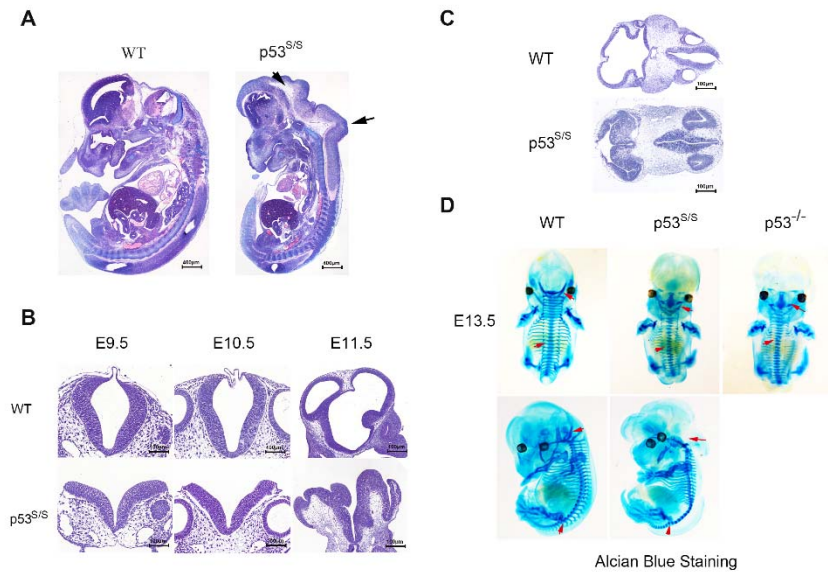 A
WT
p53S/S
400μm
400μm
B
E9.5
E10.5
E11.5
WT
100μm
p53S/S
C
WT
100μm
p53S/S
100μm
D
WT
p53S/S
p53−/−
E13.5
Alcian Blue Staining